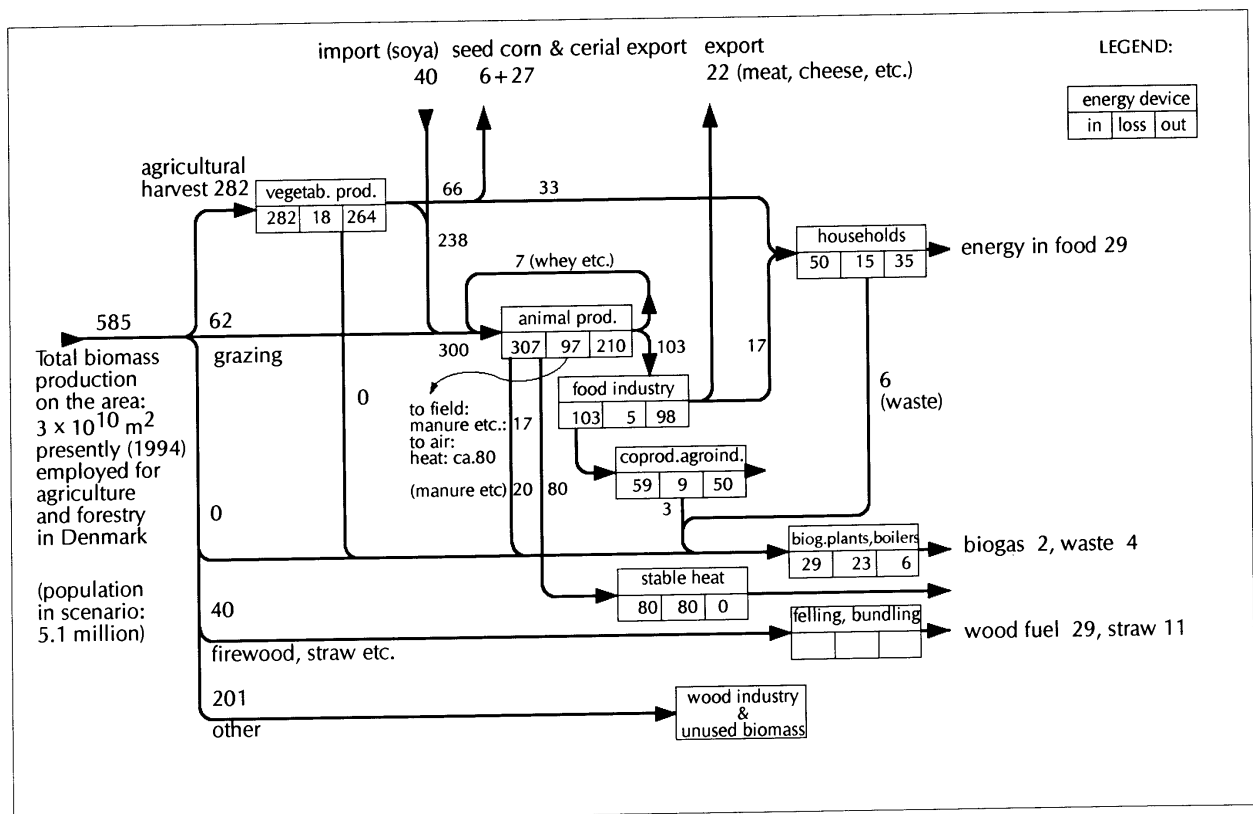 import (soya) seed corn & cerial export export
40 6+27 22 (meat, cheese, etc.)
LEGEND:
energy device
in loss out
agricultural
harvest 282
vegetab. prod.
282 18 264
66 33
238
households
50 15 35
energy in food 29
7 (whey etc.)
585
62
grazing
300
animal prod.
307 97 210
103
17
Total biomass
production
on the area:
3 x 10^10 m^2
presently (1994)
employed for
agriculture
and forestry
in Denmark
(population
in scenario:
5.1 million)
0
food industry
103 5 98
6
(waste)
to field:
manure etc.: 17
to air:
heat: ca.80
(manure etc) 20 80
coprod.agroind.
59 9 50
3
0
biog.plants,boilers
29 23 6
biogas 2, waste 4
stable heat
80 80 0
40
firewood, straw etc.
felling, bundling
wood fuel 29, straw 11
201
other
wood industry
&
unused biomass